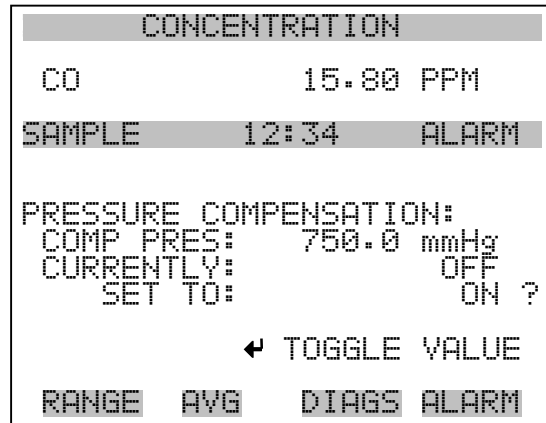 CONCENTRATION
CO 15.80 PPM
SAMPLE 12:34 ALARM
PRESSURE COMPENSATION:
COMP PRES: 750.0 mmHg
CURRENTLY: OFF
SET TO: ON ?
↵ TOGGLE VALUE
RANGE AVG DIAGS ALARM